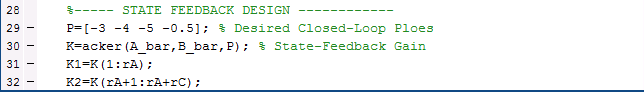 28 %----- STATE FEEDBACK DESIGN ------------
29 – P=[-3 -4 -5 -0.5]; % Desired Closed-Loop Ploes
30 – K=acker(A_bar,B_bar,P); % State-Feedback Gain
31 – K1=K(1:rA);
32 – K2=K(rA+1:rA+rC);